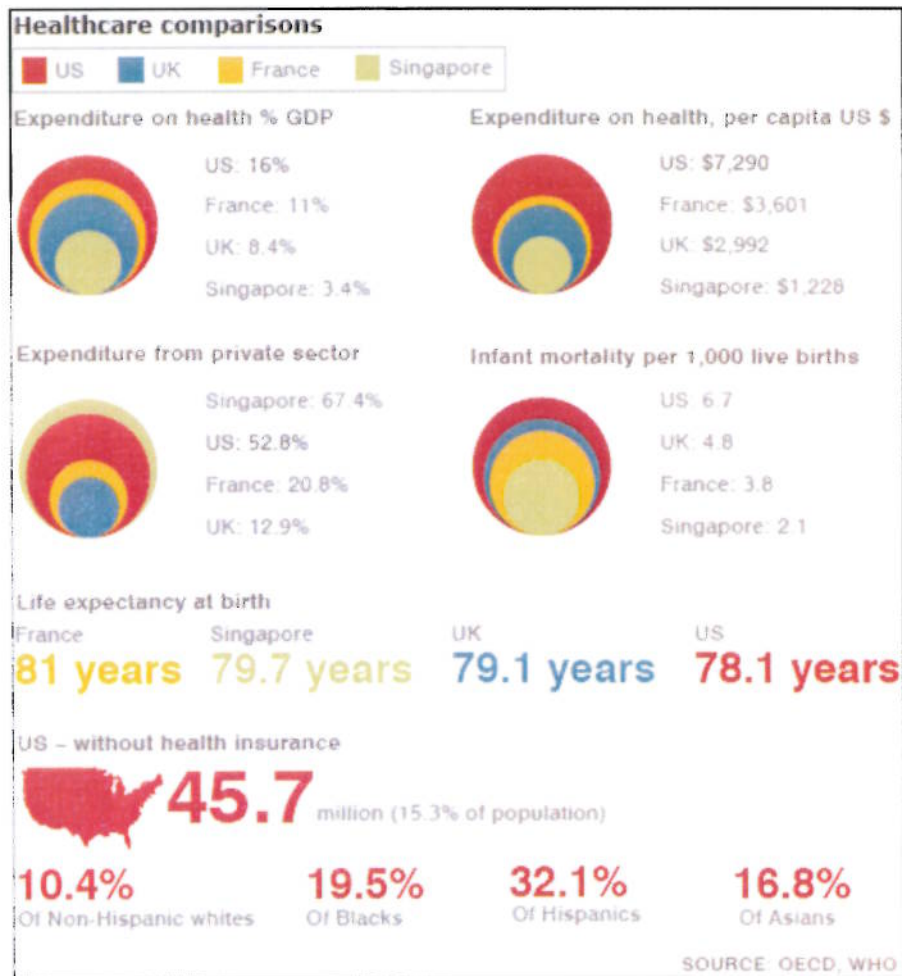 Healthcare comparisons
US UK France Singapore
Expenditure on health % GDP
US: 16%
France: 11%
UK: 8.4%
Singapore: 3.4%
Expenditure on health, per capita US $
US: $7,290
France: $3,601
UK: $2,992
Singapore: $1,228
Expenditure from private sector
Singapore: 67.4%
US: 52.8%
France: 20.8%
UK: 12.9%
Infant mortality per 1,000 live births
US: 6.7
UK: 4.8
France: 3.8
Singapore: 2.1
Life expectancy at birth
France Singapore UK US
81 years 79.7 years 79.1 years 78.1 years
US – without health insurance
45.7 million (15.3% of population)
10.4% 19.5% 32.1% 16.8%
Of Non-Hispanic whites Of Blacks Of Hispanics Of Asians
SOURCE: OECD, WHO